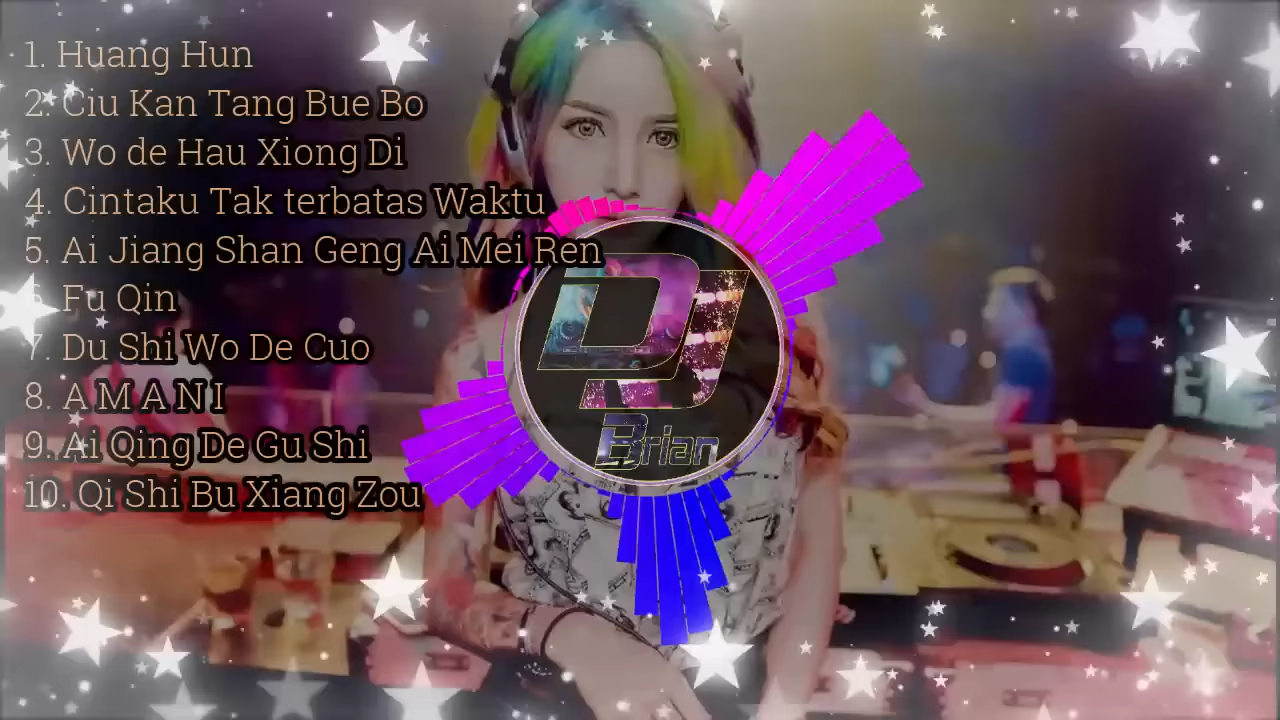 1. Huang Hun
2. Ciu Kan Tang Bue Bo
3. Wo de Hau Xiong Di
4. Cintaku Tak terbatas Waktu
5. Ai Jiang Shan Geng Ai Mei Ren
6. Fu Qin
7. Du Shi Wo De Cuo
8. A M A N I
9. Ai Qing De Gu Shi
10. Qi Shi Bu Xiang Zou
DJ
Brian